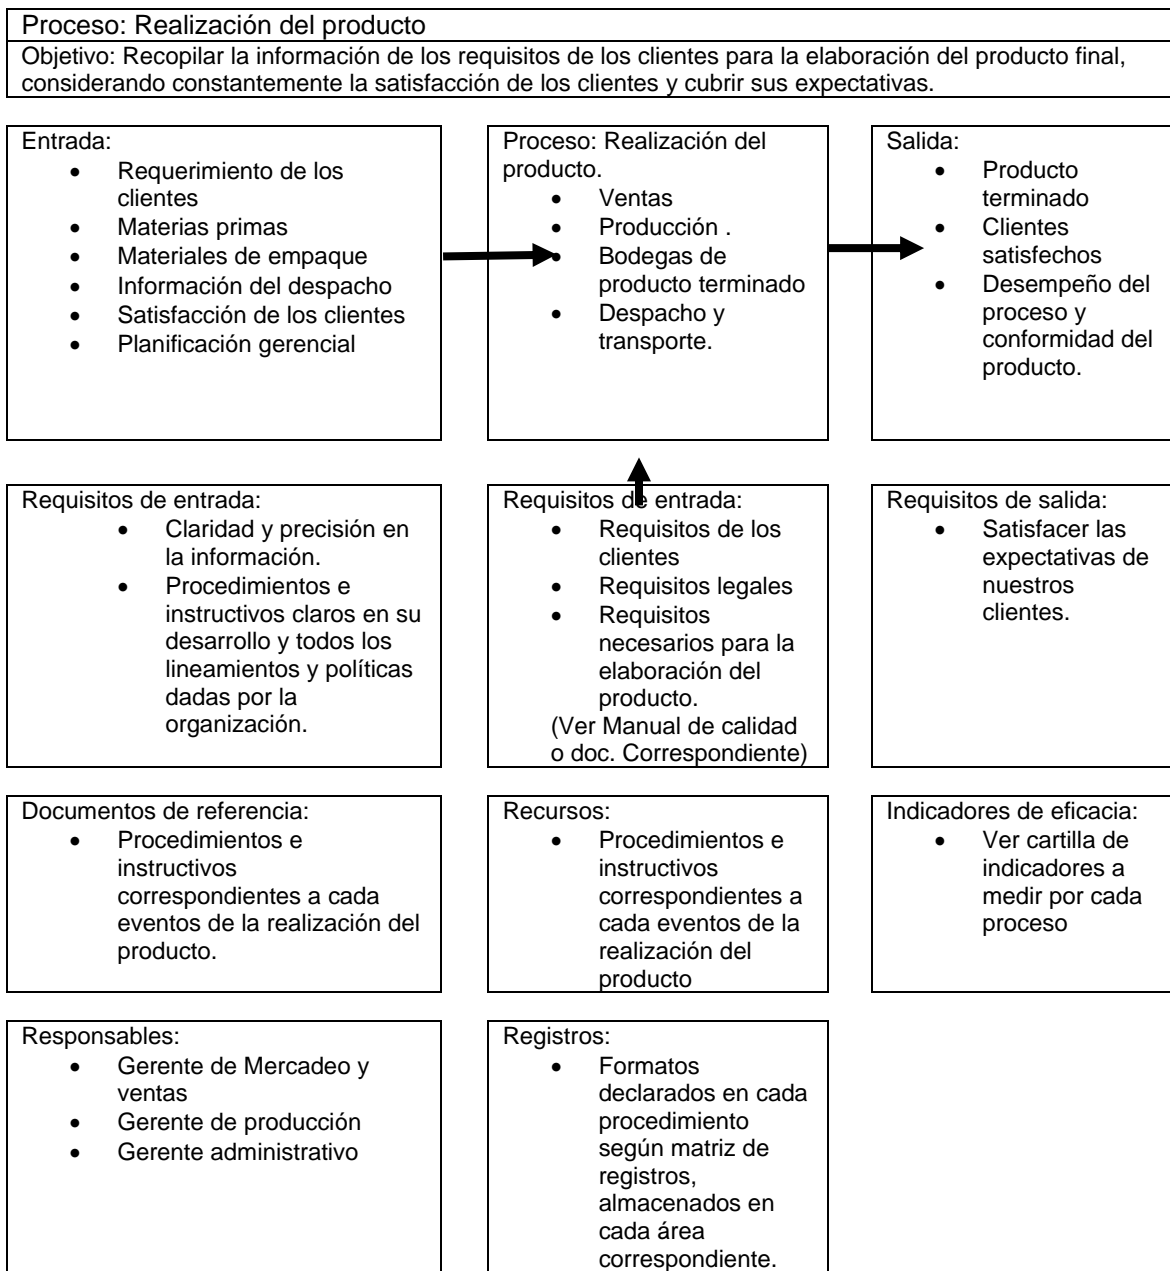 Proceso: Realización del producto
Objetivo: Recopilar la información de los requisitos de los clientes para la elaboración del producto final,
considerando constantemente la satisfacción de los clientes y cubrir sus expectativas.
Entrada:
• Requerimiento de los
clientes
• Materias primas
• Materiales de empaque
• Información del despacho
• Satisfacción de los clientes
• Planificación gerencial
Proceso: Realización del
producto.
• Ventas
• Producción .
• Bodegas de
producto terminado
• Despacho y
transporte.
Salida:
• Producto
terminado
• Clientes
satisfechos
• Desempeño del
proceso y
conformidad del
producto.
Requisitos de entrada:
• Claridad y precisión en
la información.
• Procedimientos e
instructivos claros en su
desarrollo y todos los
lineamientos y políticas
dadas por la
organización.
Requisitos de entrada:
• Requisitos de los
clientes
• Requisitos legales
• Requisitos
necesarios para la
elaboración del
producto.
(Ver Manual de calidad
o doc. Correspondiente)
Requisitos de salida:
• Satisfacer las
expectativas de
nuestros
clientes.
Documentos de referencia:
• Procedimientos e
instructivos
correspondientes a cada
eventos de la realización del
producto.
Recursos:
• Procedimientos e
instructivos
correspondientes a
cada eventos de la
realización del
producto
Indicadores de eficacia:
• Ver cartilla de
indicadores a
medir por cada
proceso
Responsables:
• Gerente de Mercadeo y
ventas
• Gerente de producción
• Gerente administrativo
Registros:
• Formatos
declarados en cada
procedimiento
según matriz de
registros,
almacenados en
cada área
correspondiente.